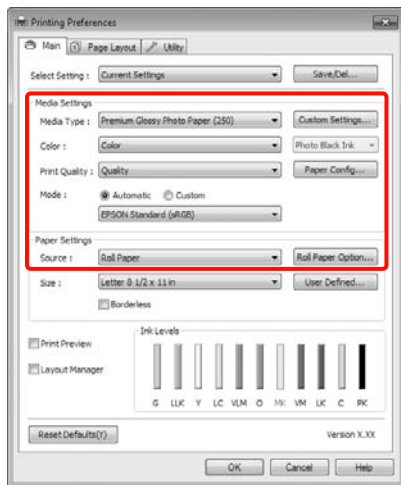 Printing Preferences
Main Page Layout Utility
Select Setting : Current Settings Save/Del...
Media Settings
Media Type : Premium Glossy Photo Paper (250) Custom Settings...
Color : Color Photo Black Ink
Print Quality : Quality Paper Config...
Mode : Automatic Custom
EPSON Standard (sRGB)
Paper Settings
Source : Roll Paper Roll Paper Option...
Size : Letter 8 1/2 x 11 in User Defined...
Borderless
Ink Levels
Print Preview
Layout Manager
G LLK Y LC VLM O MK VM LK C PK
Reset Defaults(Y) Version X.XX
OK Cancel Help